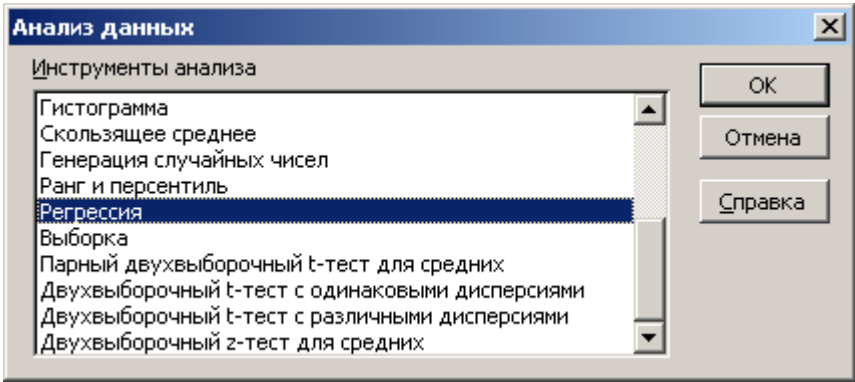 Анализ данных
Инструменты анализа
Гистограмма
Скользящее среднее
Генерация случайных чисел
Ранг и персентиль
Регрессия
Выборка
Парный двухвыборочный t-тест для средних
Двухвыборочный t-тест с одинаковыми дисперсиями
Двухвыборочный t-тест с различными дисперсиями
Двухвыборочный z-тест для средних
ОК
Отмена
Справка